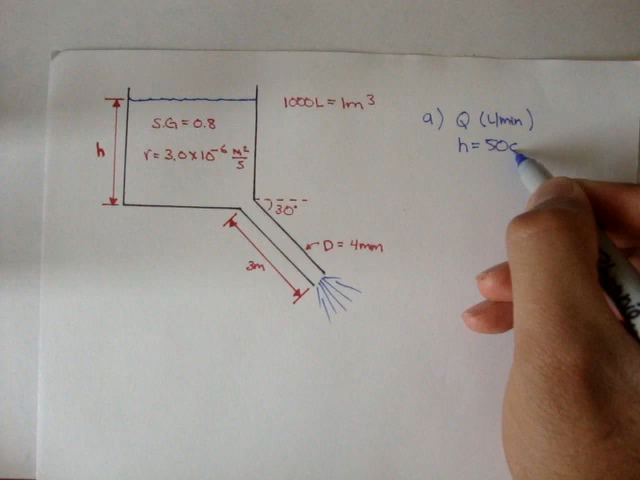 1000L = 1m³
a) Q (L/min)
S.G = 0.8
h = 50c
h
r = 3.0 x 10⁻⁶ m²/s
30°
D = 4mm
3m